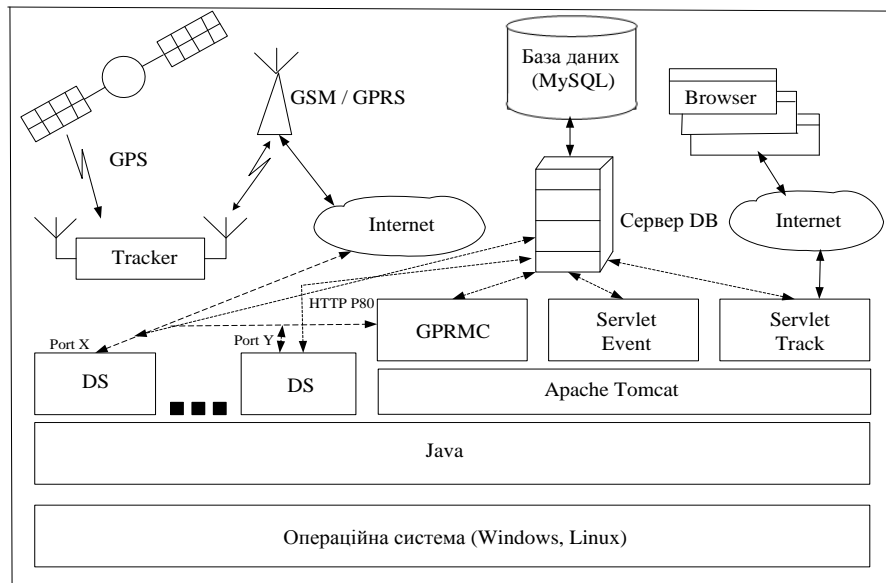 База даних
(MySQL)
GSM / GPRS
Browser
GPS
Internet
Сервер DB
Internet
Tracker
HTTP P80
GPRMC
Servlet
Event
Servlet
Track
Port X
Port Y
DS
DS
Apache Tomcat
Java
Операційна система (Windows, Linux)